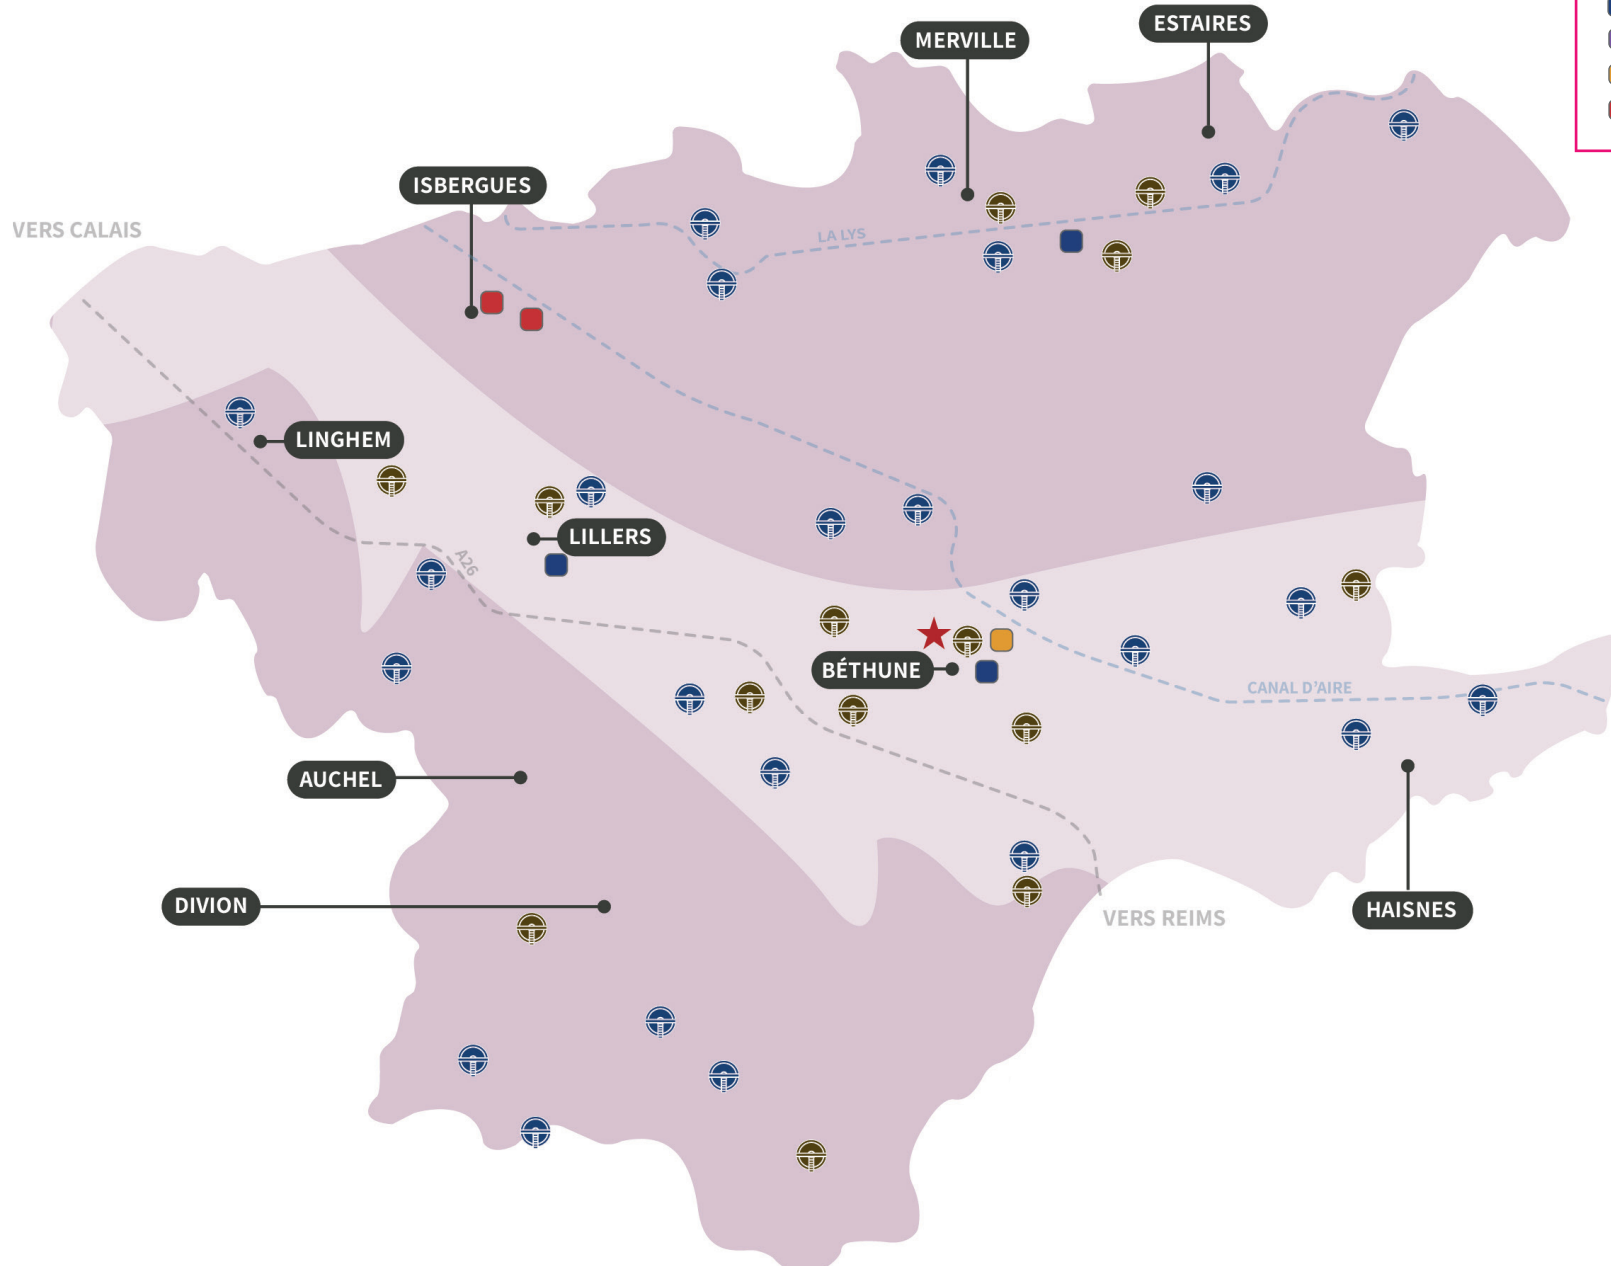 ESTAIRES
MERVILLE
ISBERGUES
VERS CALAIS
LA LYS
LINGHEM
LILLERS
A26
BÉTHUNE
CANAL D'AIRE
AUCHEL
DIVION
HAISNES
VERS REIMS